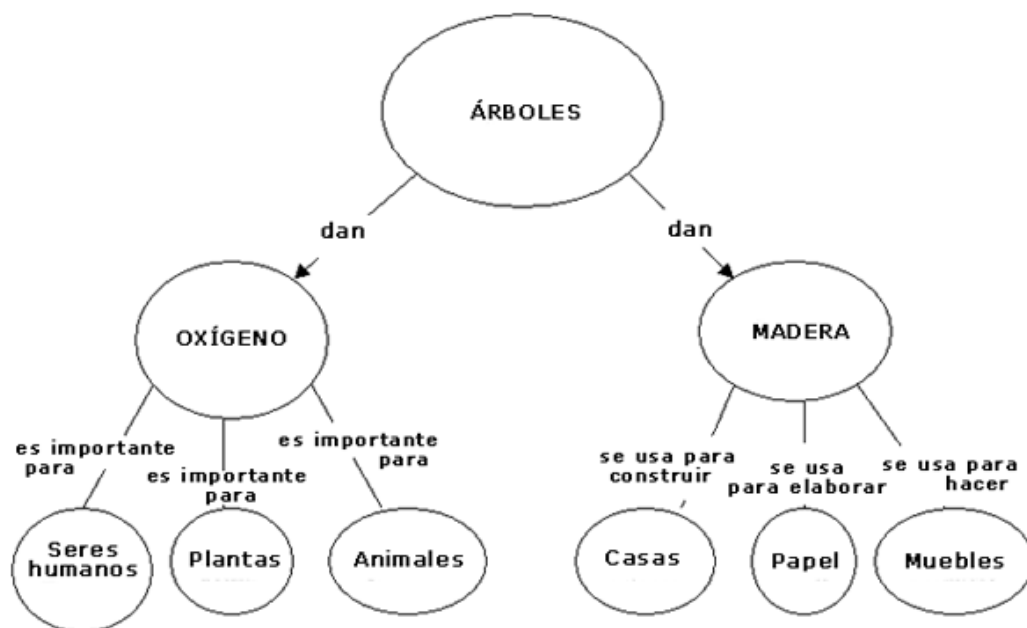 ÁRBOLES
dan
dan
OXÍGENO
MADERA
es importante
para
es importante
para
es importante
para
se usa para
construir
se usa
para elaborar
se usa para
hacer
Seres
humanos
Plantas
Animales
Casas
Papel
Muebles